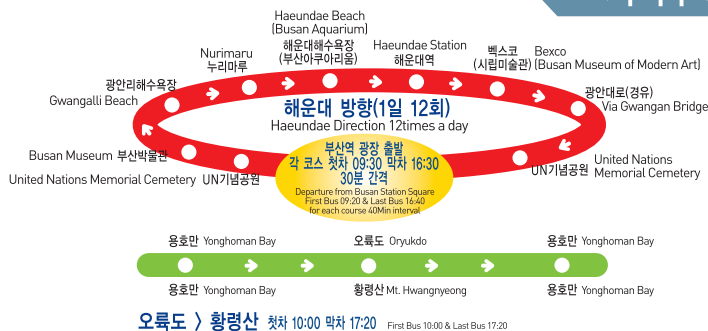 Haeundae Beach
(Busan Aquarium)
해운대해수욕장
(부산아쿠아리움)
Nurimaru
누리마루
Haeundae Station
해운대역
벡스코
(시립미술관)
Bexco
(Busan Museum of Modern Art)
광안리해수욕장
Gwangalli Beach
광안대로(경유)
Via Gwangan Bridge
해운대 방향(1일 12회)
Haeundae Direction 12times a day
Busan Museum 부산박물관
United Nations Memorial Cemetery UN기념공원
부산역 광장 출발
각 코스 첫차 09:30 막차 16:30
30분 간격
Departure from Busan Station Square
First Bus 09:20 & Last Bus 16:40
for each course 40Min interval
UN기념공원
United Nations
Memorial Cemetery
용호만 Yonghoman Bay
오륙도 Oryukdo
용호만 Yonghoman Bay
용호만 Yonghoman Bay
황령산 Mt. Hwangnyeong
용호만 Yonghoman Bay
오륙도 > 황령산 첫차 10:00 막차 17:20 First Bus 10:00 & Last Bus 17:20